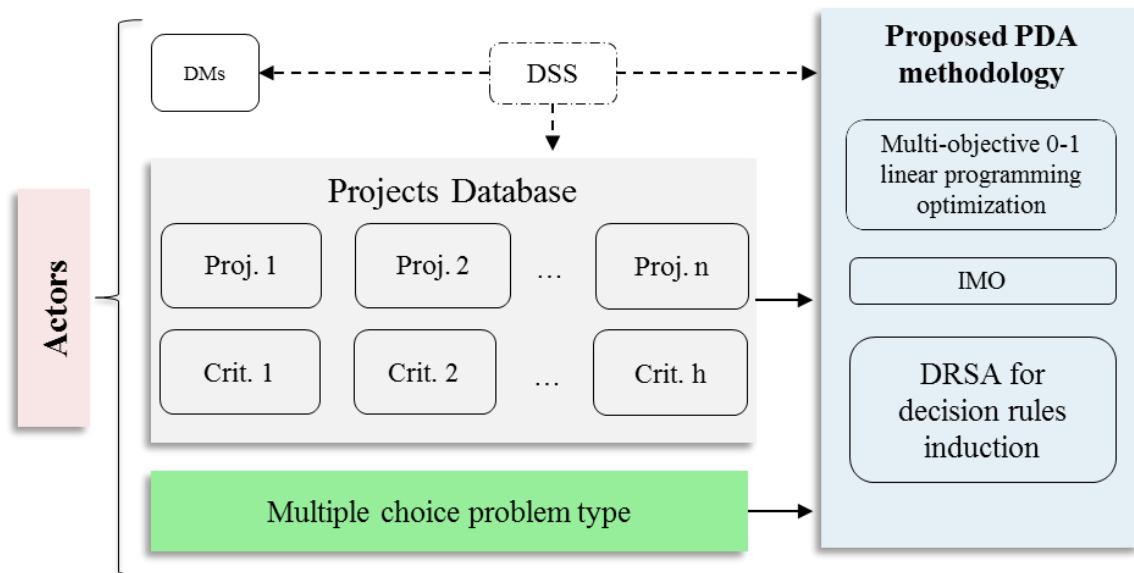 Actors
DMs
DSS
Projects Database
Proj. 1
Proj. 2
...
Proj. n
Crit. 1
Crit. 2
...
Crit. h
Multiple choice problem type
Proposed PDA
methodology
Multi-objective 0-1
linear programming
optimization
IMO
DRSA for
decision rules
induction